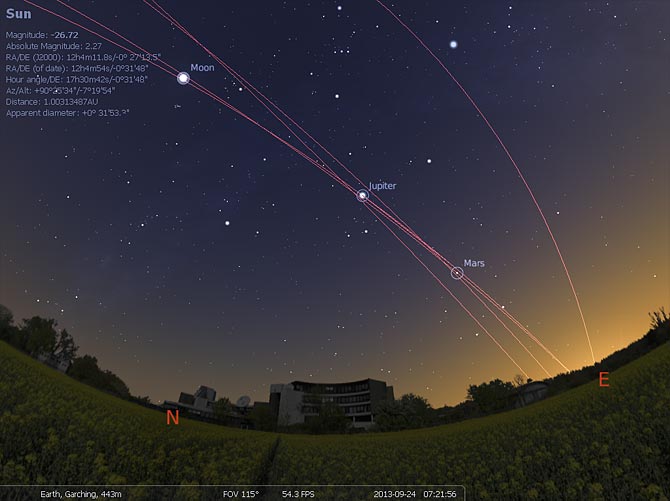 Sun
Magnitude: -26.72
Absolute Magnitude: 2.27
RA/DE (J2000): 12h4m11.8s/-0° 27'13.5"
RA/DE (of date): 12h4m54s/-0°31'48"
Hour angle/DE: 17h30m42s/-0°31'48"
Az/Alt: +90°25'34"/-7°19'54"
Distance: 1.00313487AU
Apparent diameter: +0° 31'53.3"
Moon
Jupiter
Mars
E
N
Earth, Garching, 443m FOV 115° 54.3 FPS 2013-09-24 07:21:56